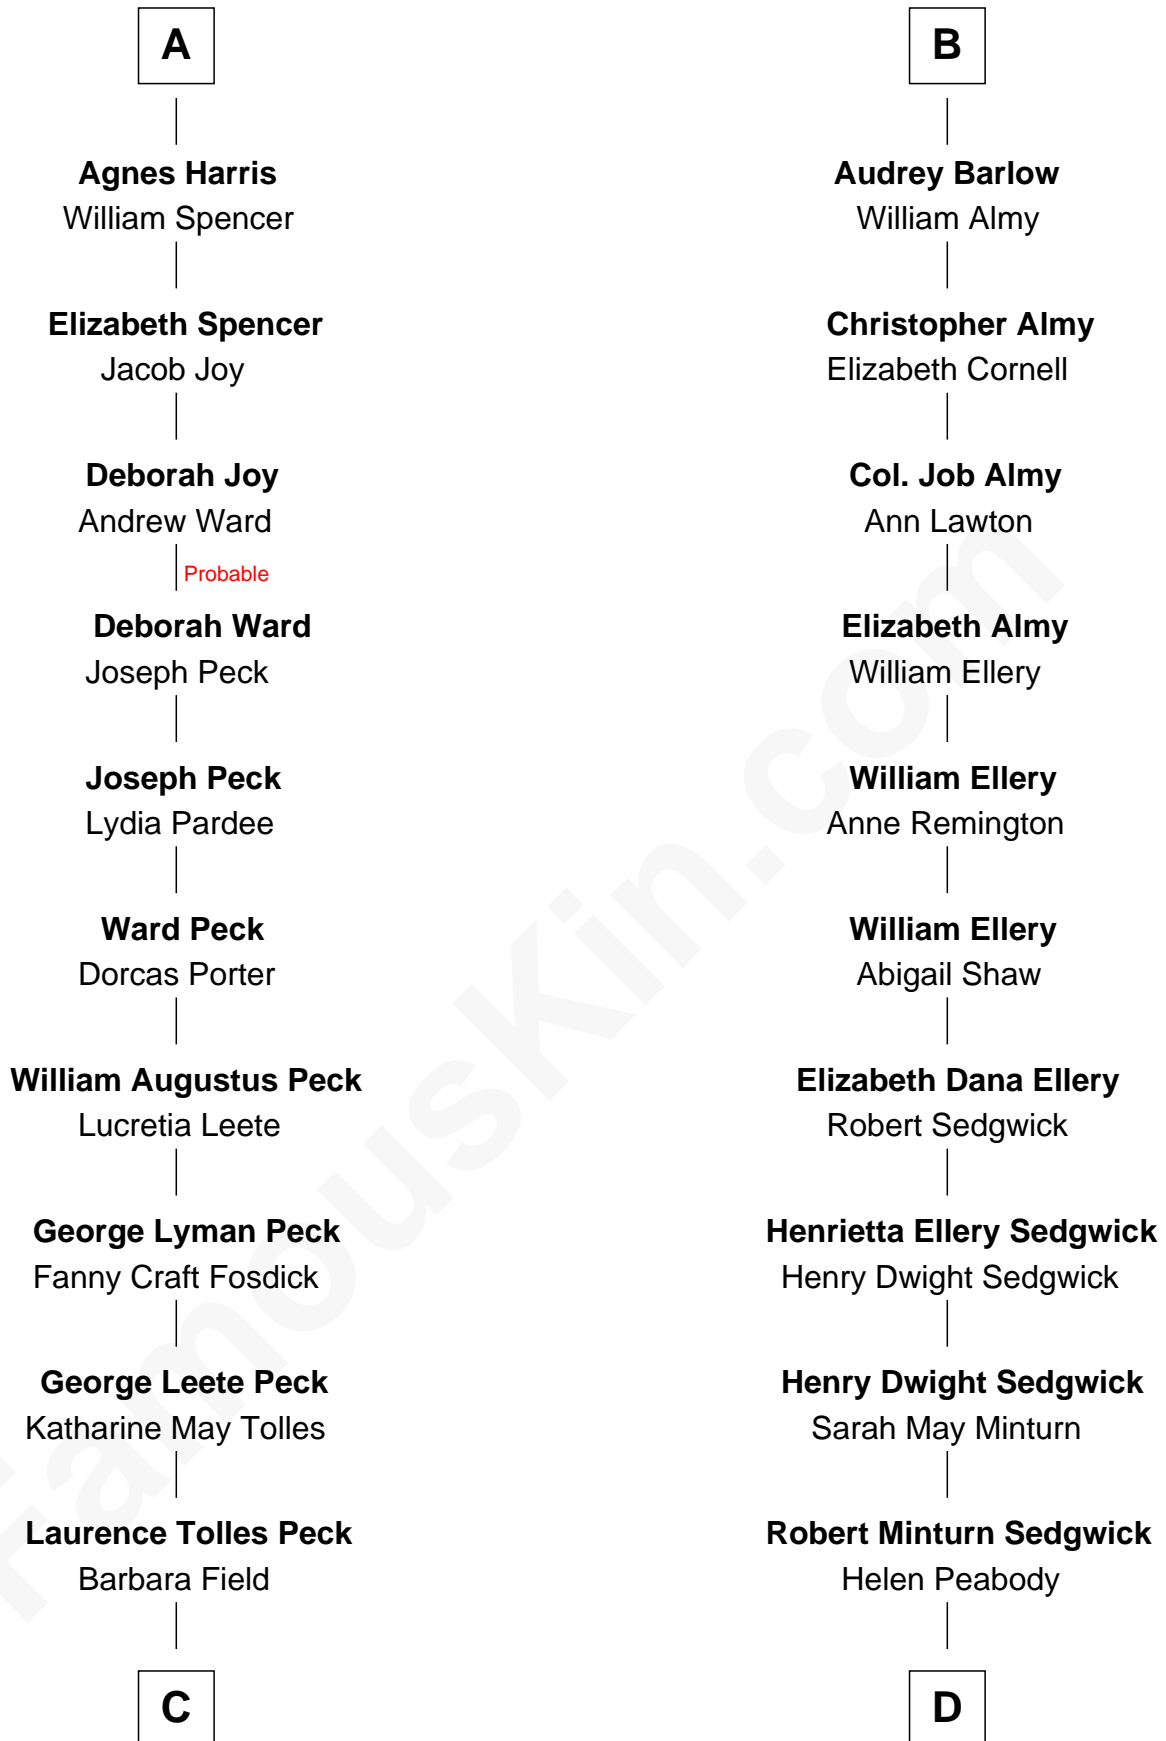 A
Agnes Harris
William Spencer
Elizabeth Spencer
Jacob Joy
Deborah Joy
Andrew Ward
Probable
Deborah Ward
Joseph Peck
Joseph Peck
Lydia Pardee
Ward Peck
Dorcas Porter
William Augustus Peck
Lucretia Leete
George Lyman Peck
Fanny Craft Fosdick
George Leete Peck
Katharine May Tolles
Laurence Tolles Peck
Barbara Field
C
B
Audrey Barlow
William Almy
Christopher Almy
Elizabeth Cornell
Col. Job Almy
Ann Lawton
Elizabeth Almy
William Ellery
William Ellery
Anne Remington
William Ellery
Abigail Shaw
Elizabeth Dana Ellery
Robert Sedgwick
Henrietta Ellery Sedgwick
Henry Dwight Sedgwick
Henry Dwight Sedgwick
Sarah May Minturn
Robert Minturn Sedgwick
Helen Peabody
D
FamousKin.com